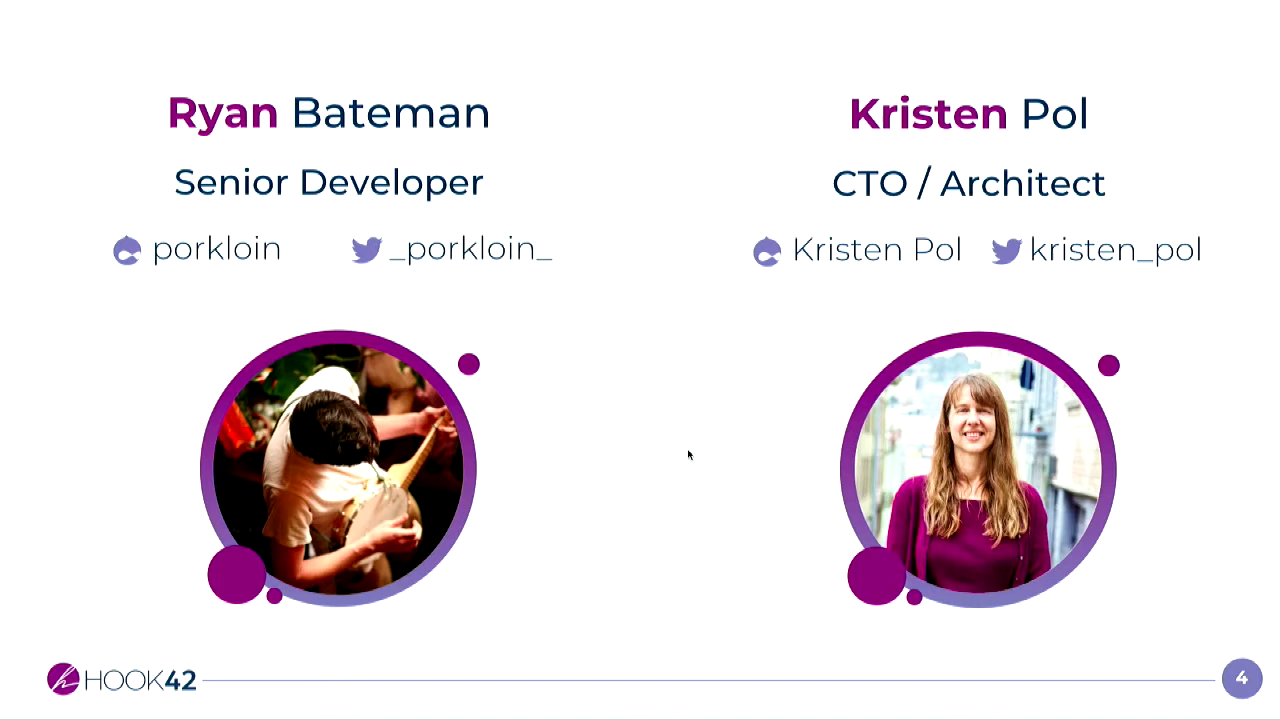 Ryan Bateman
Senior Developer
porkloin _porkloin_
Kristen Pol
CTO / Architect
Kristen Pol kristen_pol
HOOK42
4